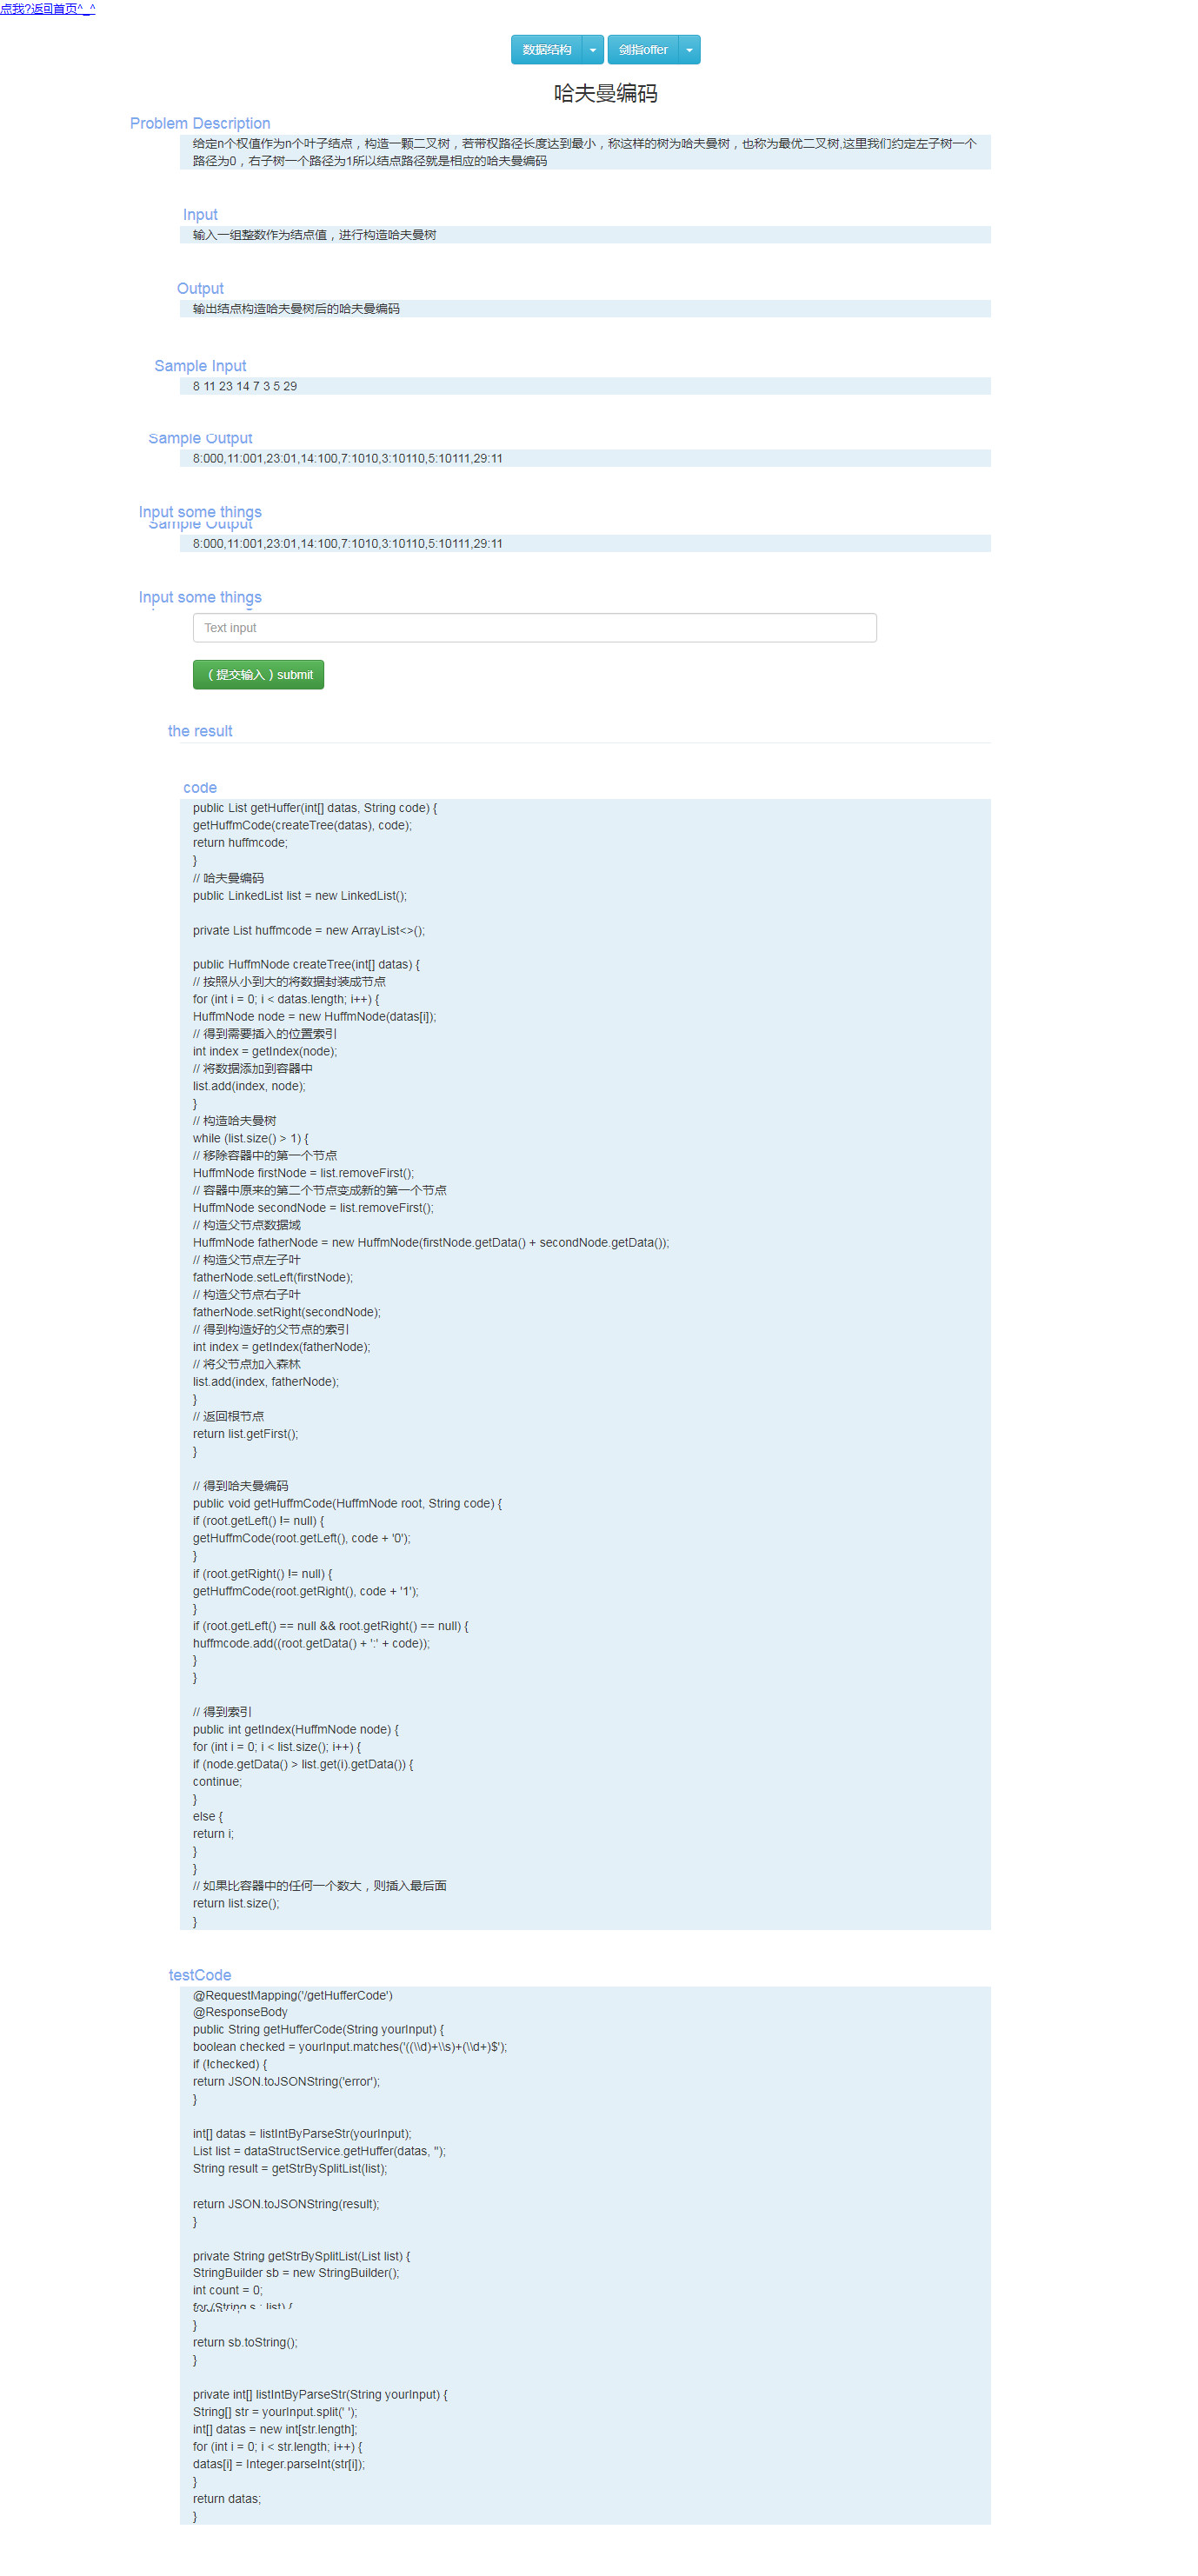 点我?返回首页^_^
数据结构 剑指offer
哈夫曼编码
Problem Description
给定n个权值作为n个叶子结点，构造一颗二叉树，若带权路径长度达到最小，称这样的树为哈夫曼树，也称为最优二叉树,这里我们约定左子树一个
路径为0，右子树一个路径为1所以结点路径就是相应的哈夫曼编码
Input
输入一组整数作为结点值，进行构造哈夫曼树
Output
输出结点构造哈夫曼树后的哈夫曼编码
Sample Input
8 11 23 14 7 3 5 29
Sample Output
8:000,11:001,23:01,14:100,7:1010,3:10110,5:10111,29:11
Input some things
Sample Output
8:000,11:001,23:01,14:100,7:1010,3:10110,5:10111,29:11
Input some things
Text input
（提交输入）submit
the result
code
public List getHuffer(int[] datas, String code) {
getHuffmCode(createTree(datas), code);
return huffmcode;
}
// 哈夫曼编码
public LinkedList list = new LinkedList();
private List huffmcode = new ArrayList<>();
public HuffmNode createTree(int[] datas) {
// 按照从小到大的将数据封装成节点
for (int i = 0; i < datas.length; i++) {
HuffmNode node = new HuffmNode(datas[i]);
// 得到需要插入的位置索引
int index = getIndex(node);
// 将数据添加到容器中
list.add(index, node);
}
// 构造哈夫曼树
while (list.size() > 1) {
// 移除容器中的第一个节点
HuffmNode firstNode = list.removeFirst();
// 容器中原来的第二个节点变成新的第一个节点
HuffmNode secondNode = list.removeFirst();
// 构造父节点数据域
HuffmNode fatherNode = new HuffmNode(firstNode.getData() + secondNode.getData());
// 构造父节点左子叶
fatherNode.setLeft(firstNode);
// 构造父节点右子叶
fatherNode.setRight(secondNode);
// 得到构造好的父节点的索引
int index = getIndex(fatherNode);
// 将父节点加入森林
list.add(index, fatherNode);
}
// 返回根节点
return list.getFirst();
}
// 得到哈夫曼编码
public void getHuffmCode(HuffmNode root, String code) {
if (root.getLeft() != null) {
getHuffmCode(root.getLeft(), code + '0');
}
if (root.getRight() != null) {
getHuffmCode(root.getRight(), code + '1');
}
if (root.getLeft() == null && root.getRight() == null) {
huffmcode.add((root.getData() + ':' + code));
}
}
// 得到索引
public int getIndex(HuffmNode node) {
for (int i = 0; i < list.size(); i++) {
if (node.getData() > list.get(i).getData()) {
continue;
}
else {
return i;
}
}
// 如果比容器中的任何一个数大，则插入最后面
return list.size();
}
testCode
@RequestMapping('/getHufferCode')
@ResponseBody
public String getHufferCode(String yourInput) {
boolean checked = yourInput.matches('((\\d)+\\s)+(\\d+)$');
if (!checked) {
return JSON.toJSONString('error');
}
int[] datas = listIntByParseStr(yourInput);
List list = dataStructService.getHuffer(datas, '');
String result = getStrBySplitList(list);
return JSON.toJSONString(result);
}
private String getStrBySplitList(List list) {
StringBuilder sb = new StringBuilder();
int count = 0;
for (String s : list) {
}
return sb.toString();
}
private int[] listIntByParseStr(String yourInput) {
String[] str = yourInput.split(' ');
int[] datas = new int[str.length];
for (int i = 0; i < str.length; i++) {
datas[i] = Integer.parseInt(str[i]);
}
return datas;
}